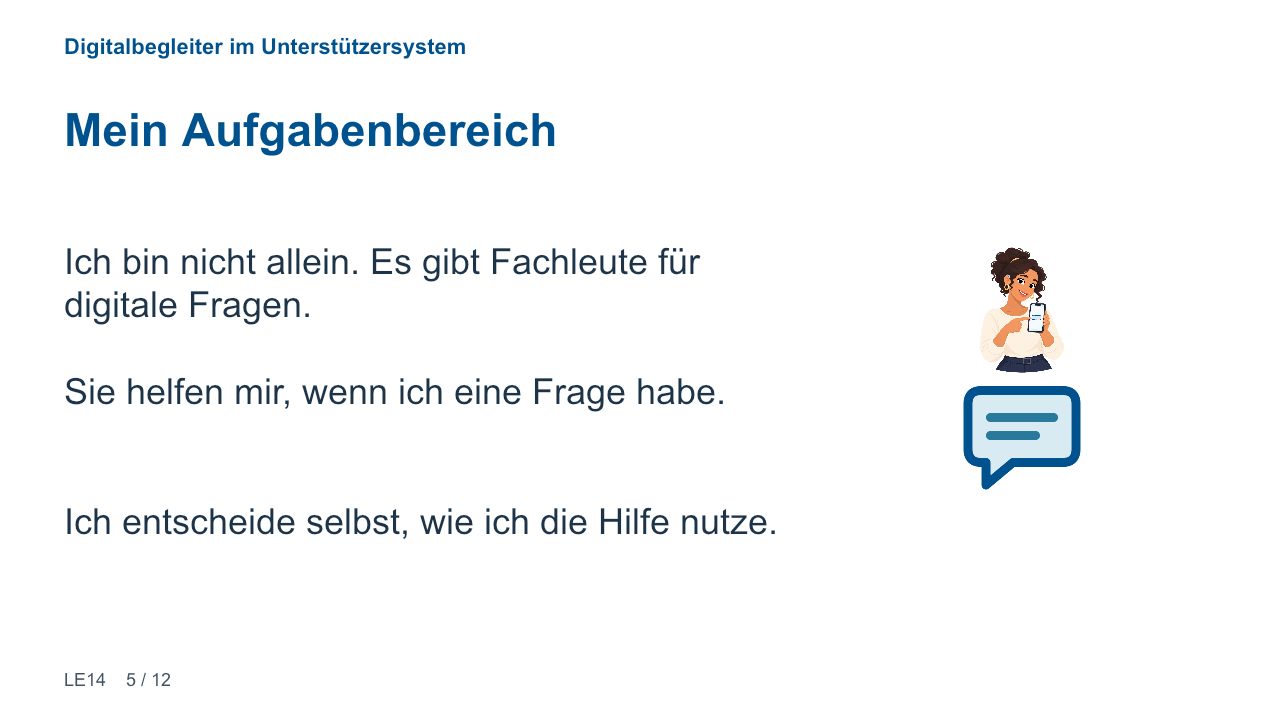 Digitalbegleiter im Unterstützersystem
Mein Aufgabenbereich
Ich bin nicht allein. Es gibt Fachleute für
digitale Fragen.
Sie helfen mir, wenn ich eine Frage habe.
Ich entscheide selbst, wie ich die Hilfe nutze.
LE14 5 / 12